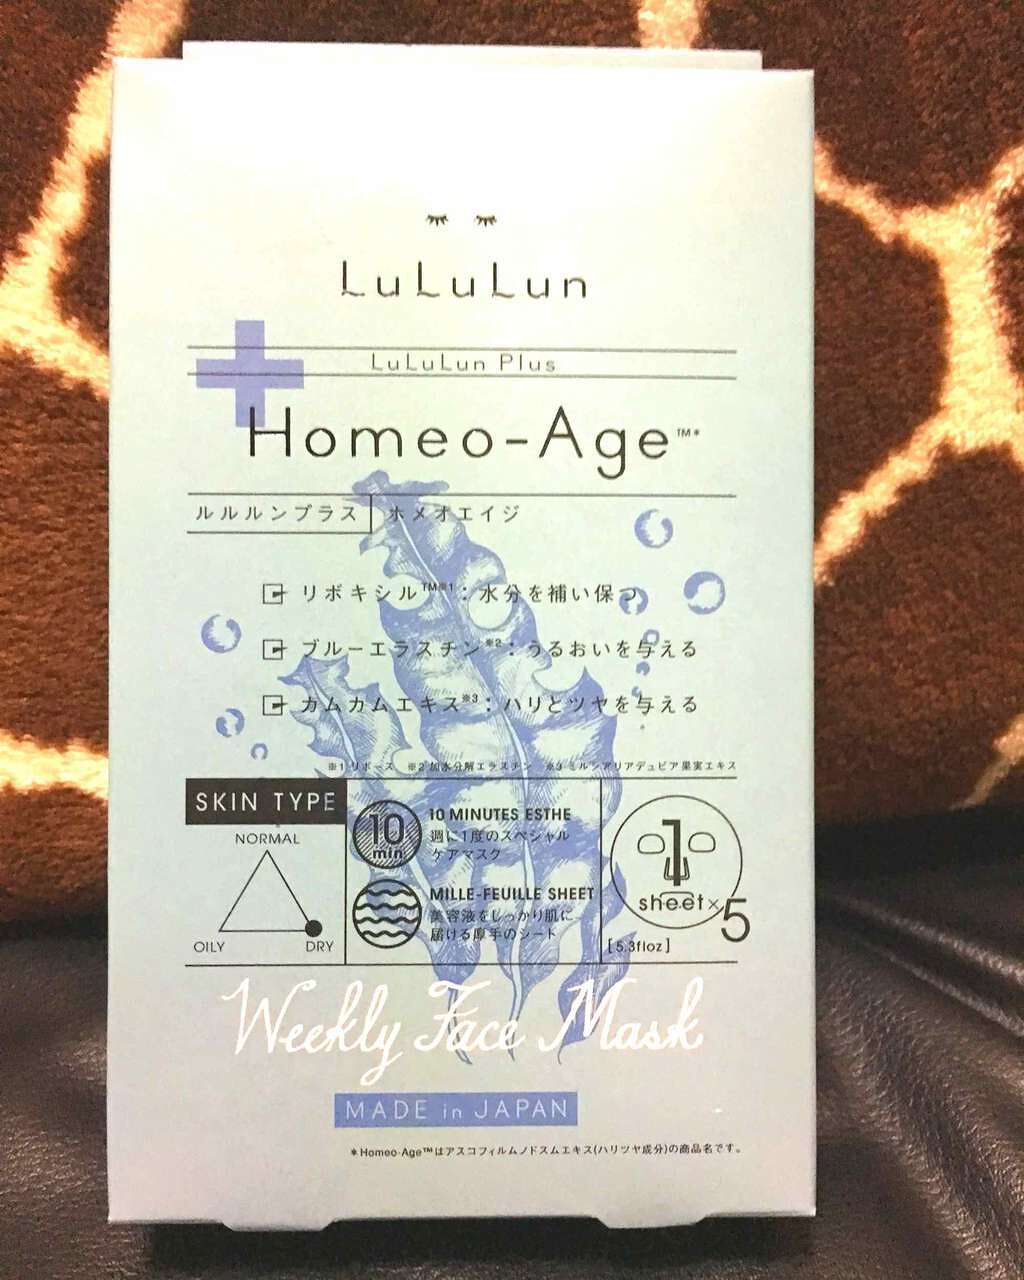 LuLuLun
LuLuLun Plus
Homeo-Age™*
ルルルンプラス ホメオエイジ
リボキシル™※1：水分を補い保つ
ブルーエラスチン※2：うるおいを与える
カムカムエキス※3：ハリとツヤを与える
※1 リボース ※2 加水分解エラスチン ※3 ミルシアリアデュビア果実エキス
SKIN TYPE
NORMAL
OILY
DRY
10
min
10 MINUTES ESTHE
週に1度のスペシャル
ケアマスク
MILLE-FEUILLE SHEET
美容液をしっかり肌に
届ける厚手のシート
1
sheet×5
[5.3floz]
Weekly Face Mask
MADE in JAPAN
＊Homeo-Age™はアスコフィルムノドスムエキス(ハリツヤ成分)の商品名です。